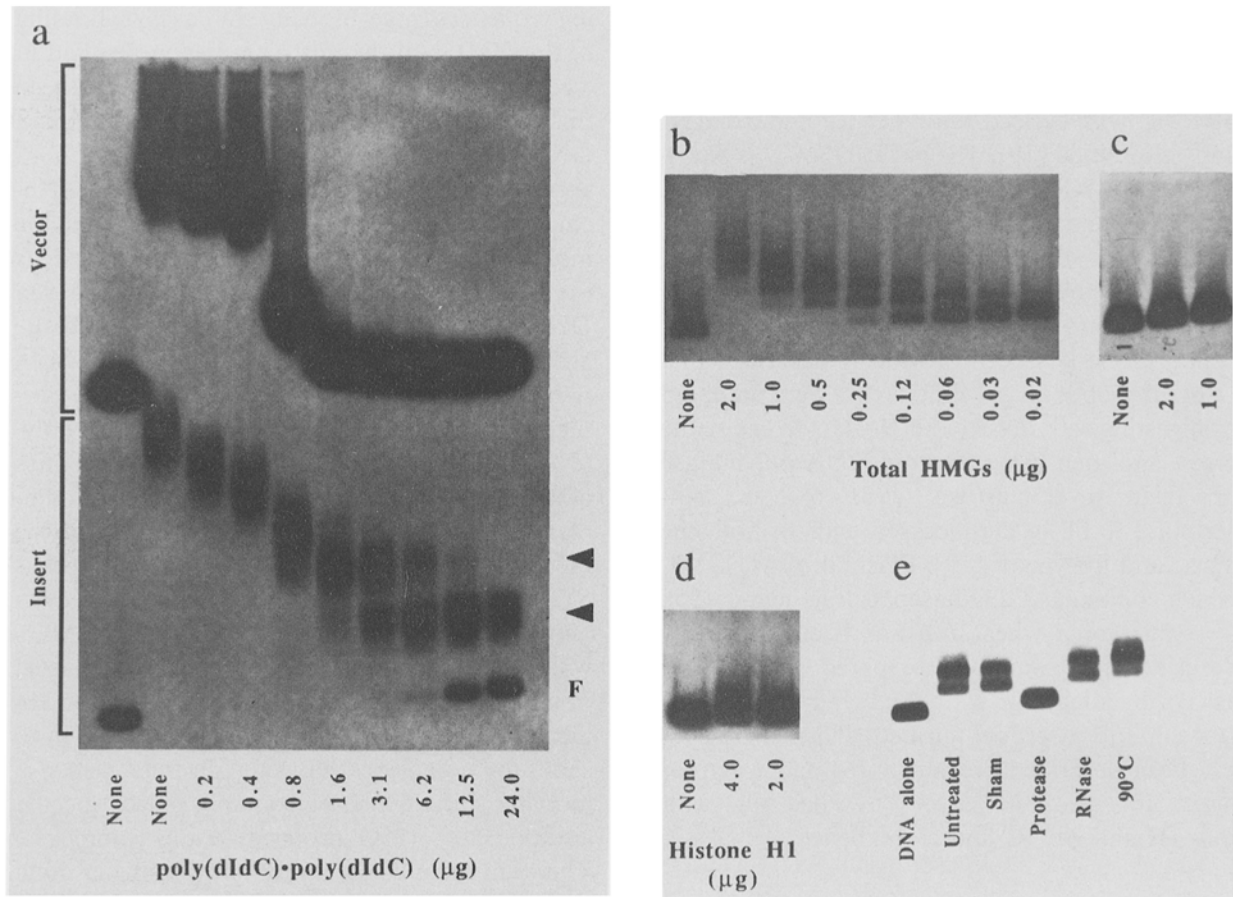 a
Vector
Insert
F
None
None
0.2
0.4
0.8
1.6
3.1
6.2
12.5
24.0
poly(dIdC)•poly(dIdC) (μg)
b
None
2.0
1.0
0.5
0.25
0.12
0.06
0.03
0.02
Total HMGs (μg)
c
None
2.0
1.0
d
None
4.0
2.0
Histone H1
(μg)
e
DNA alone
Untreated
Sham
Protease
RNase
90°C